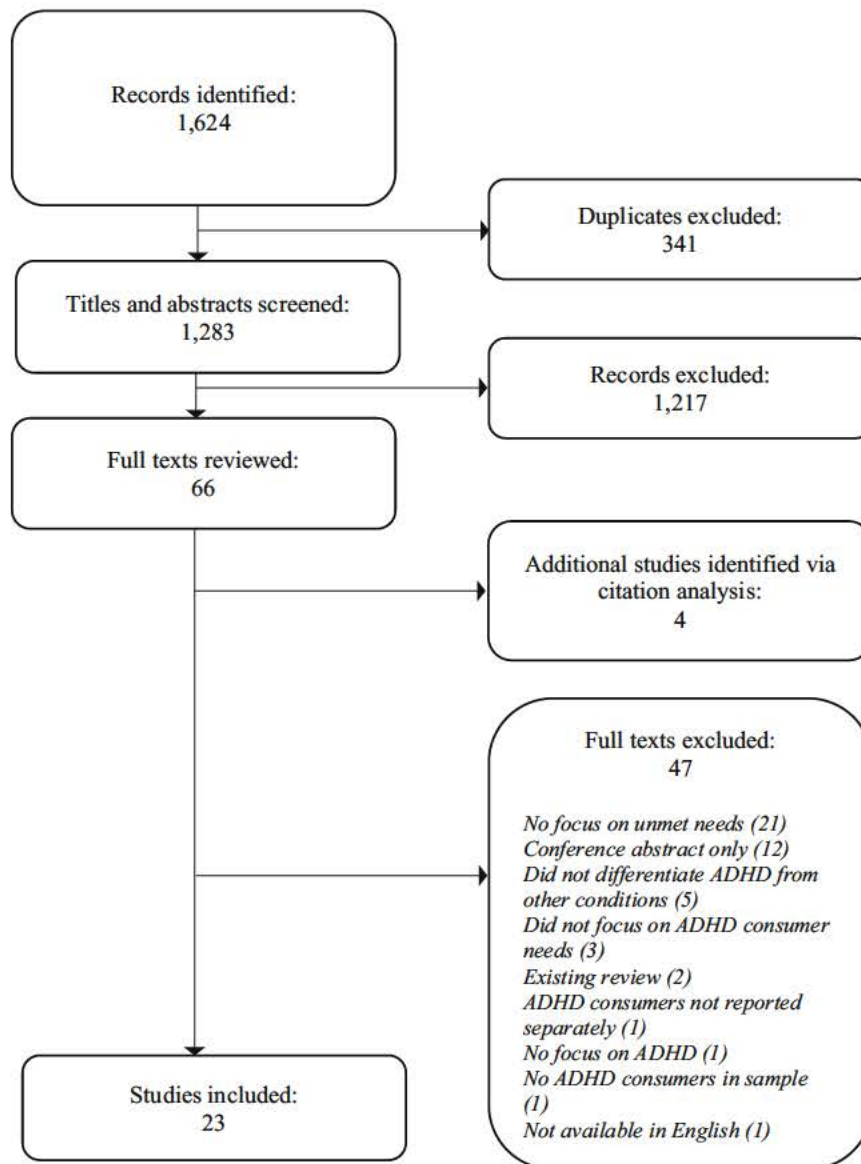 Records identified:
1,624
Duplicates excluded:
341
Titles and abstracts screened:
1,283
Records excluded:
1,217
Full texts reviewed:
66
Additional studies identified via
citation analysis:
4
Full texts excluded:
47
No focus on unmet needs (21)
Conference abstract only (12)
Did not differentiate ADHD from
other conditions (5)
Did not focus on ADHD consumer
needs (3)
Existing review (2)
ADHD consumers not reported
separately (1)
No focus on ADHD (1)
No ADHD consumers in sample
(1)
Not available in English (1)
Studies included:
23